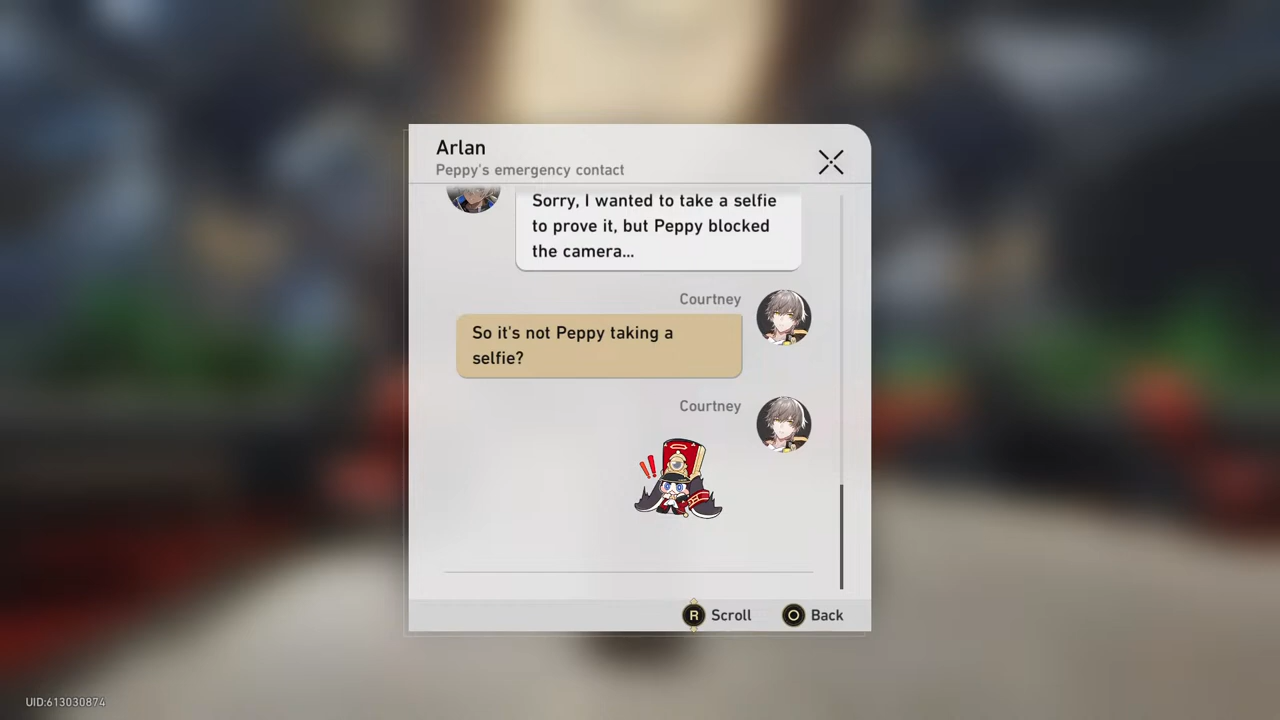 Arlan
Peppy's emergency contact
Sorry, I wanted to take a selfie
to prove it, but Peppy blocked
the camera...
Courtney
So it's not Peppy taking a
selfie?
Courtney
!!
R Scroll
Back
UID:613030874